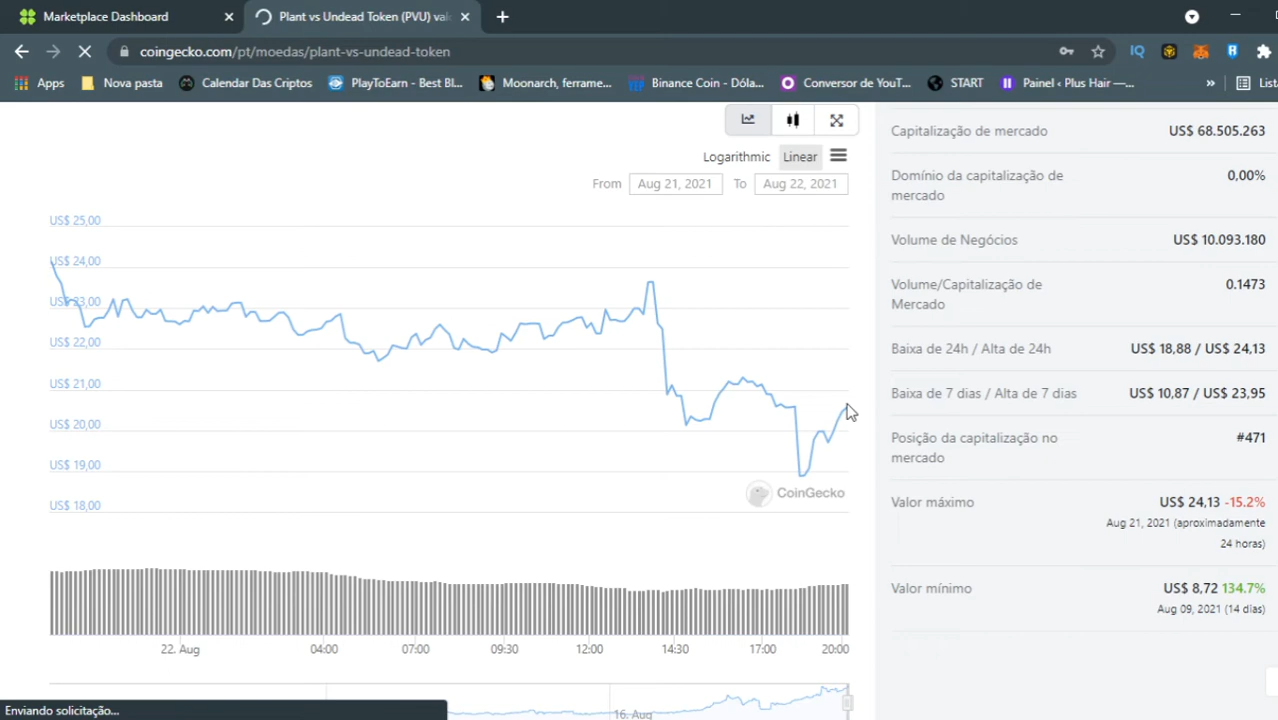 Marketplace Dashboard
Plant vs Undead Token (PVU) val
coingecko.com/pt/moedas/plant-vs-undead-token
IQ
Apps
Nova pasta
Calendar Das Criptos
PlayToEarn - Best Bl...
Moonarch, ferrame...
Binance Coin - Dóla...
Conversor de YouT...
START
Painel ‹ Plus Hair —...
»
Lista
Logarithmic Linear
From Aug 21, 2021 To Aug 22, 2021
US$ 25,00
US$ 24,00
US$ 23,00
US$ 22,00
US$ 21,00
US$ 20,00
US$ 19,00
US$ 18,00
CoinGecko
22. Aug 04:00 07:00 09:30 12:00 14:30 17:00 20:00
16. Aug
Capitalização de mercado US$ 68.505.263
Domínio da capitalização de 0,00%
mercado
Volume de Negócios US$ 10.093.180
Volume/Capitalização de 0.1473
Mercado
Baixa de 24h / Alta de 24h US$ 18,88 / US$ 24,13
Baixa de 7 dias / Alta de 7 dias US$ 10,87 / US$ 23,95
Posição da capitalização no #471
mercado
Valor máximo US$ 24,13 -15.2%
Aug 21, 2021 (aproximadamente
24 horas)
Valor mínimo US$ 8,72 134.7%
Aug 09, 2021 (14 dias)
Enviando solicitação...